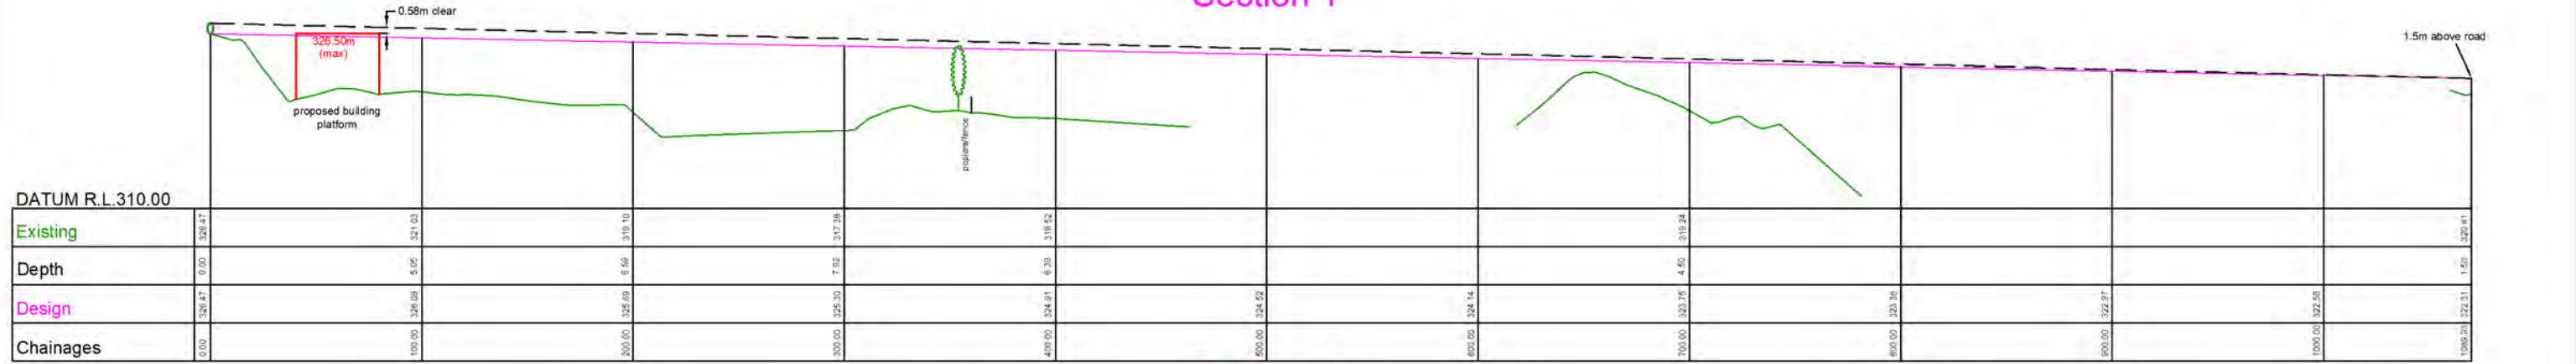 Section 1
0.58m clear
326.50m
(max)
1.5m above road
proposed building
platform
poplars/fence
DATUM R.L.310.00
Existing 326.47 321.03 319.10 317.38 318.52 319.24 320.81
Depth 0.00 5.05 6.59 7.92 6.39 4.50 1.50
Design 326.47 326.08 325.69 325.30 324.91 324.52 324.14 323.75 323.36 322.97 322.58 322.31
Chainages 0.00 100.00 200.00 300.00 400.00 500.00 600.00 700.00 800.00 900.00 1000.00